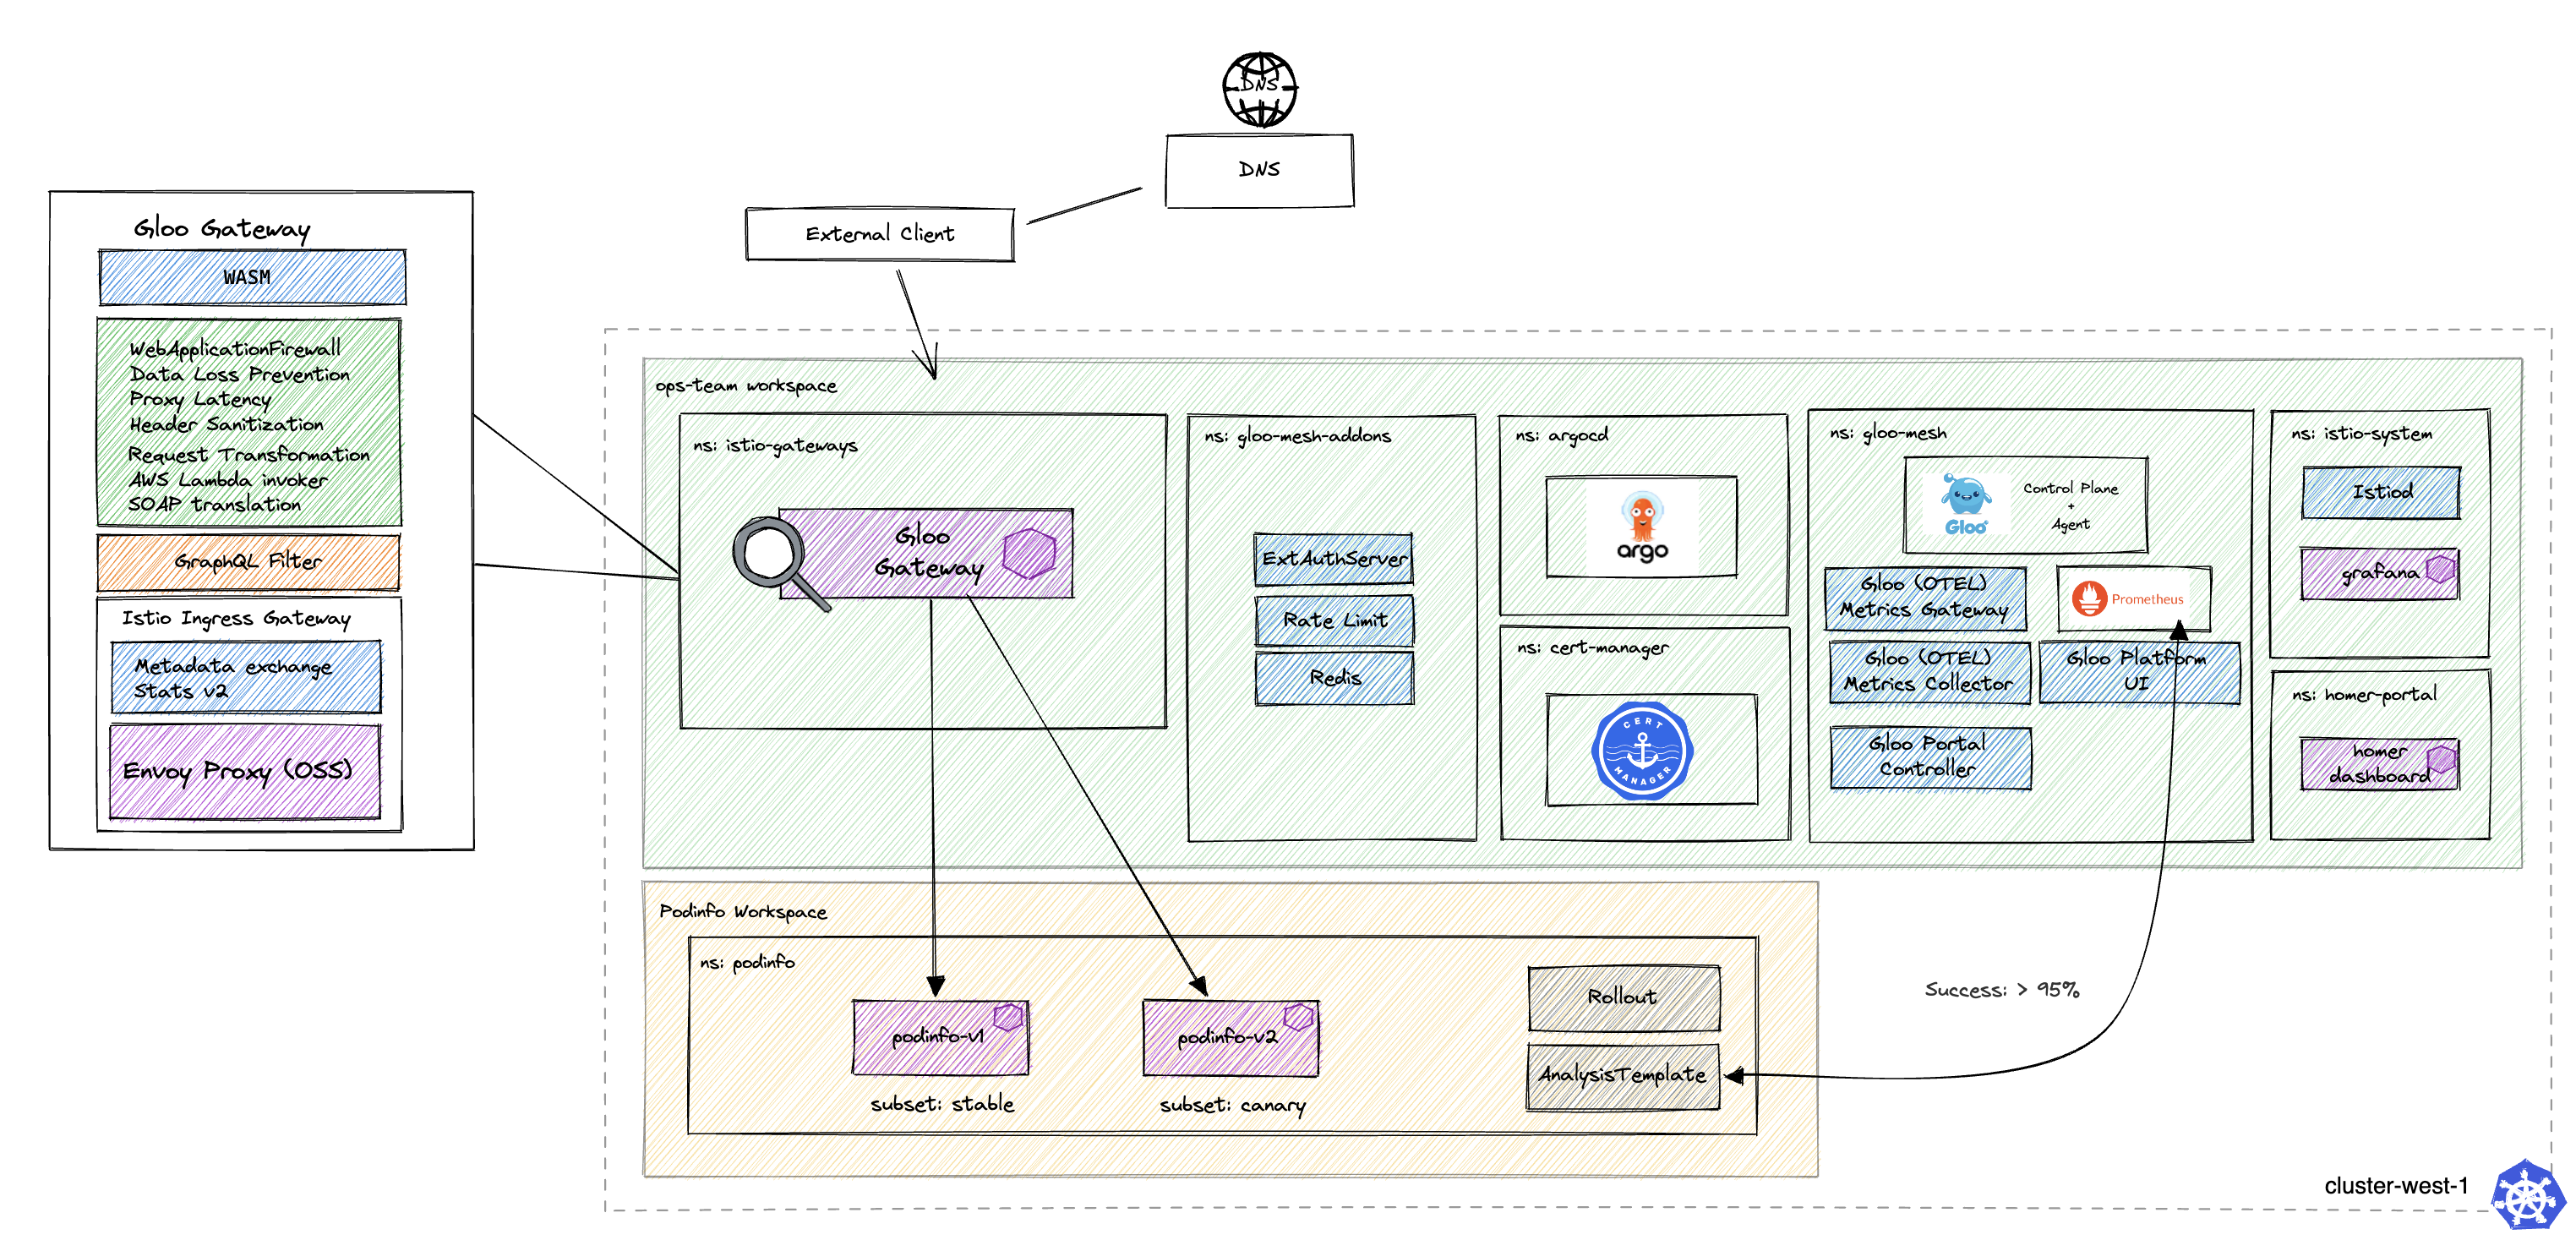 DNS
DNS
External Client
Gloo Gateway
WASM
WebApplicationFirewall
Data Loss Prevention
Proxy Latency
Header Sanitization
Request Transformation
AWS Lambda invoker
SOAP translation
GraphQL Filter
Istio Ingress Gateway
Metadata exchange
Stats v2
Envoy Proxy (OSS)
ops-team workspace
ns: istio-gateways
Gloo
Gateway
ns: gloo-mesh-addons
ExtAuthServer
Rate Limit
Redis
ns: argocd
argo
ns: cert-manager
CERT
MANAGER
ns: gloo-mesh
Gloo
Control Plane
+
Agent
Gloo (OTEL)
Metrics Gateway
Prometheus
Gloo (OTEL)
Metrics Collector
Gloo Platform
UI
Gloo Portal
Controller
ns: istio-system
Istiod
grafana
ns: homer-portal
homer
dashboard
Podinfo Workspace
ns: podinfo
podinfo-v1
subset: stable
podinfo-v2
subset: canary
Rollout
AnalysisTemplate
Success: > 95%
cluster-west-1